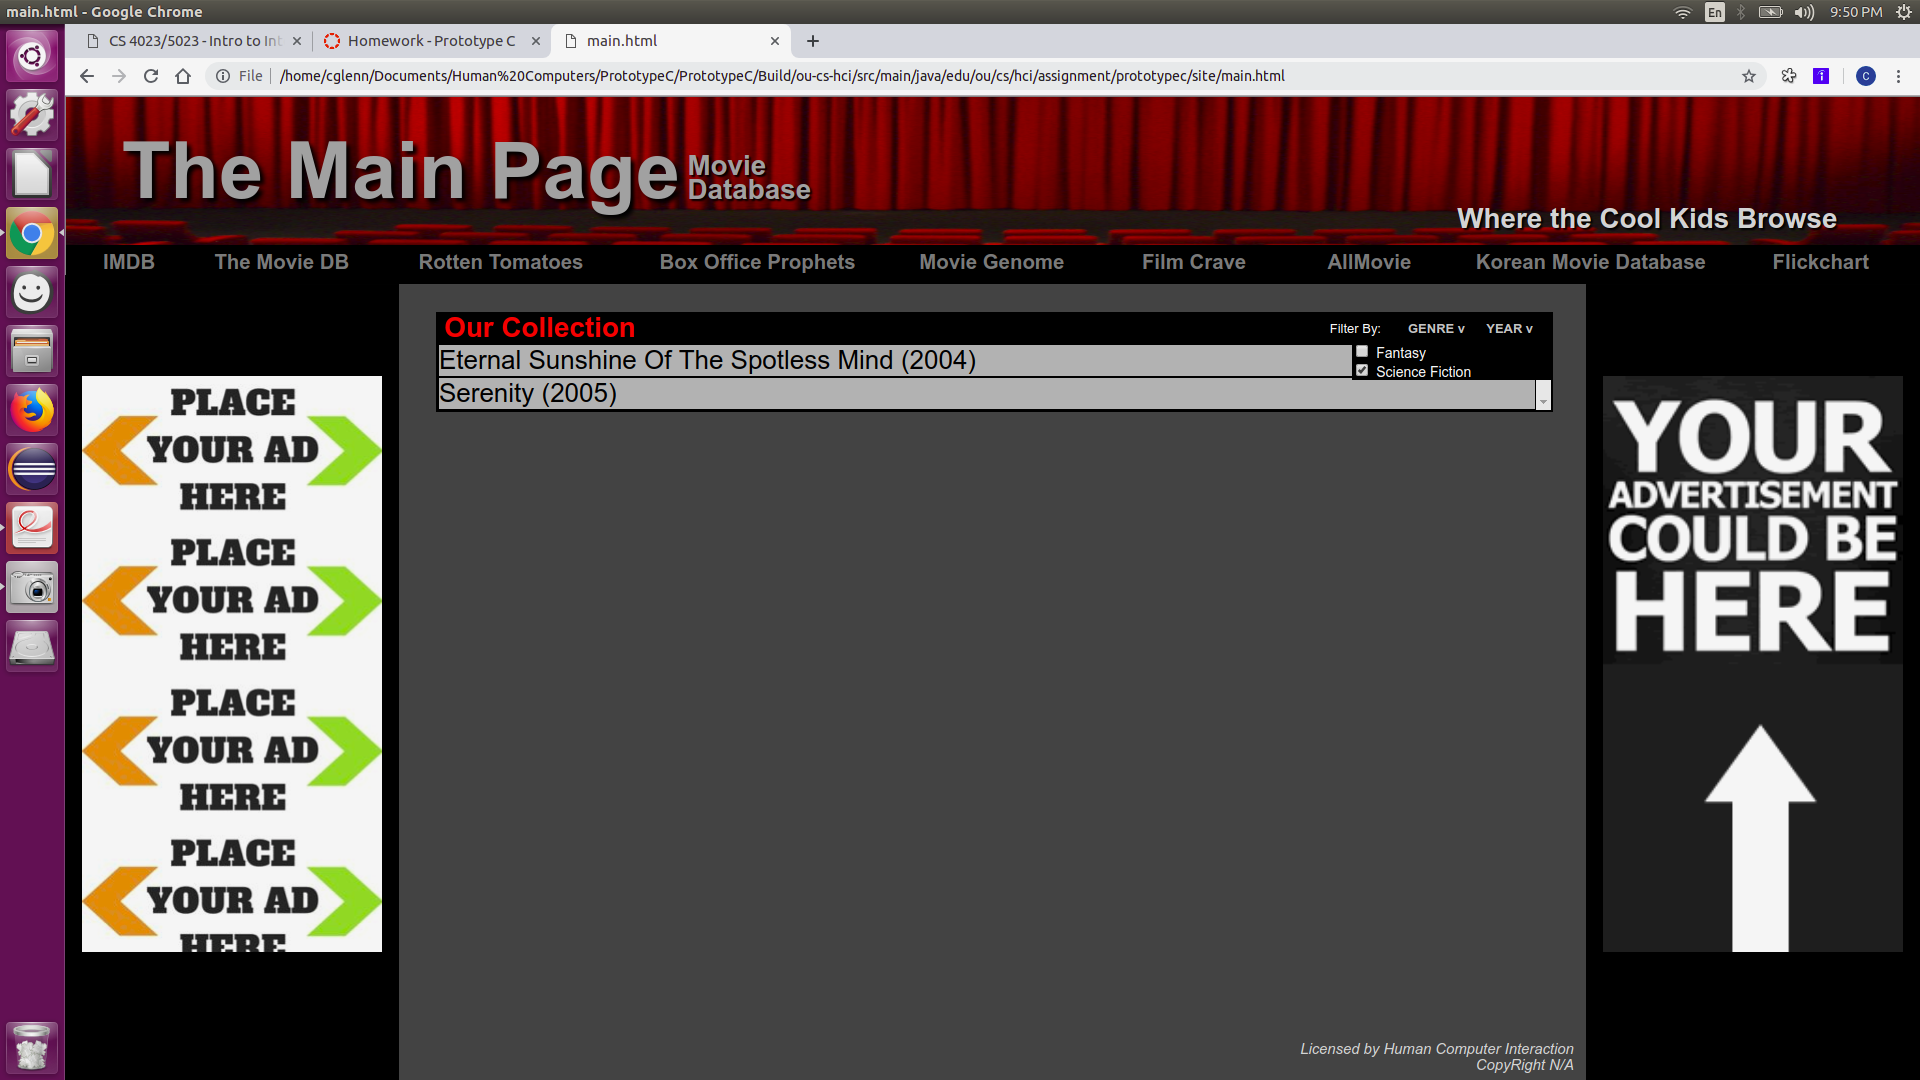 main.html - Google Chrome
En
9:50 PM
CS 4023/5023 - Intro to Int
Homework - Prototype C
main.html
File
/home/cglenn/Documents/Human%20Computers/PrototypeC/PrototypeC/Build/ou-cs-hci/src/main/java/edu/ou/cs/hci/assignment/prototypec/site/main.html
C
The Main Page
Movie
Database
Where the Cool Kids Browse
IMDB The Movie DB Rotten Tomatoes Box Office Prophets Movie Genome Film Crave AllMovie Korean Movie Database Flickchart
Our Collection
Filter By: GENRE v YEAR v
Eternal Sunshine Of The Spotless Mind (2004)
Fantasy
Science Fiction
Serenity (2005)
PLACE
YOUR AD
HERE
PLACE
YOUR AD
HERE
PLACE
YOUR AD
HERE
PLACE
YOUR AD
HERE
YOUR
ADVERTISEMENT
COULD BE
HERE
Licensed by Human Computer Interaction
CopyRight N/A